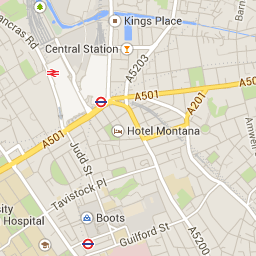 Kings Place
ancras Rd
Central Station
A5203
Barn
A501
A201
A501
Hotel Montana
Judd St
Amwell
Tavistock Pl
sity
Hospital
Boots
Guilford St
A5200